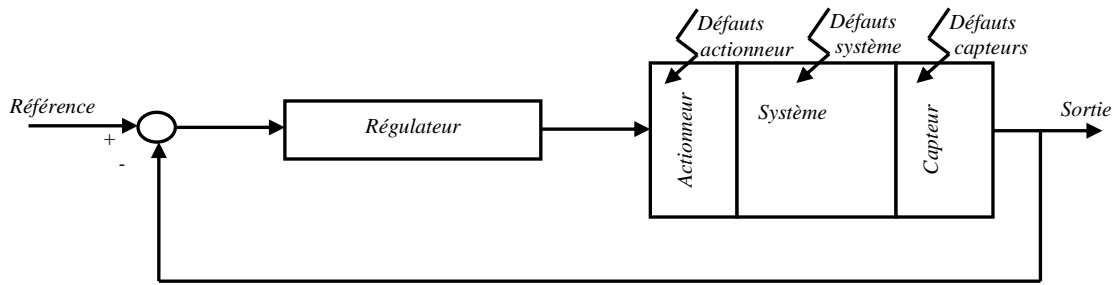 Défauts
actionneur
Défauts
système
Défauts
capteurs
Référence
+
-
Régulateur
Actionneur
Système
Capteur
Sortie